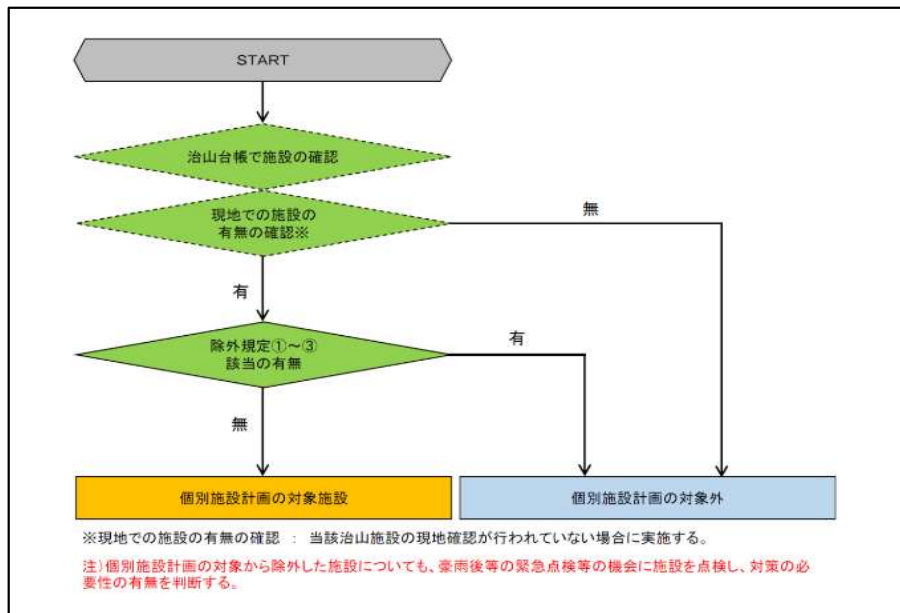 START
治山台帳で施設の確認
現地での施設の
有無の確認※
無
有
除外規定①～③
該当の有無
有
無
個別施設計画の対象施設
個別施設計画の対象外
※現地での施設の有無の確認 : 当該治山施設の現地確認が行われていない場合に実施する。
注)個別施設計画の対象から除外した施設についても、豪雨後等の緊急点検等の機会に施設を点検し、対策の必
要性の有無を判断する。